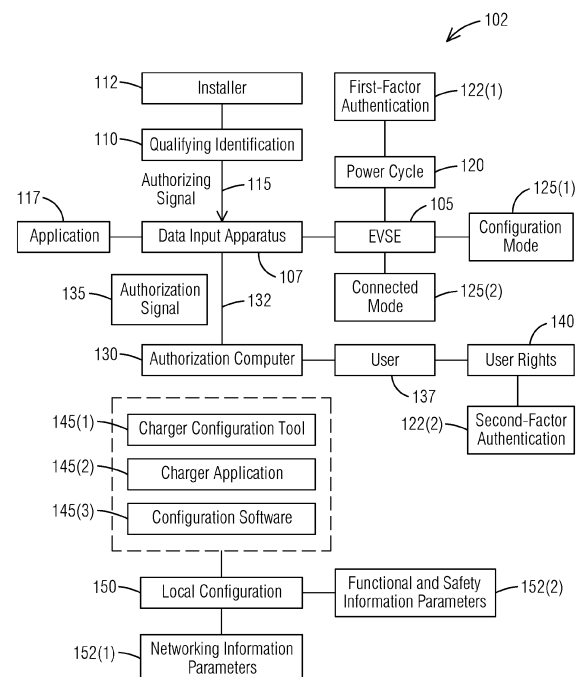 102
112
Installer
First-Factor
Authentication
122(1)
110
Qualifying Identification
Authorizing
Signal
115
Power Cycle
120
117
105
125(1)
Application
Data Input Apparatus
EVSE
Configuration
Mode
107
135
Authorization
Signal
132
Connected
Mode
125(2)
140
130
Authorization Computer
User
User Rights
137
122(2)
Second-Factor
Authentication
145(1)
Charger Configuration Tool
145(2)
Charger Application
145(3)
Configuration Software
150
Local Configuration
Functional and Safety
Information Parameters
152(2)
152(1)
Networking Information
Parameters